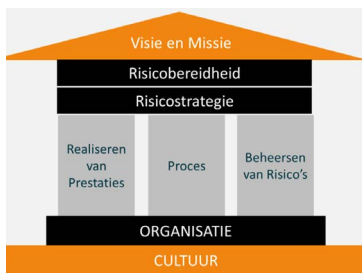 Visie en Missie
Risicobereidheid
Risicostrategie
Realiseren
van
Prestaties
Proces
Beheersen
van Risico's
ORGANISATIE
CULTUUR